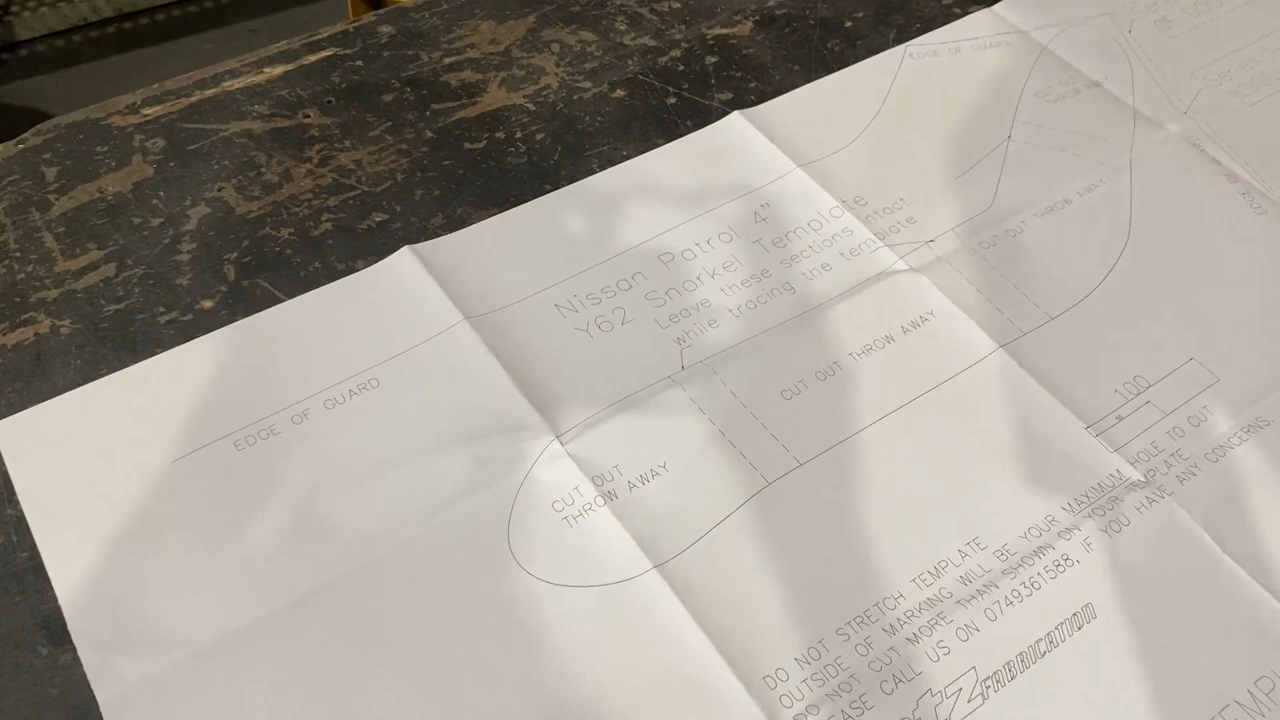 EDGE OF GUARD
Nissan Patrol 4"
Y62 Snorkel Template
Leave these sections intact
while tracing the template
EDGE OF GUARD
CUT OUT
THROW AWAY
CUT OUT THROW AWAY
CUT OUT THROW AWAY
CUT OUT
THROW AWAY
100
DO NOT STRETCH TEMPLATE
OUTSIDE OF MARKING WILL BE YOUR MAXIMUM HOLE TO CUT
DO NOT CUT MORE THAN SHOWN ON YOUR TEMPLATE
CALL US ON 0749361588, IF YOU HAVE ANY CONCERNS.
FABRICATION